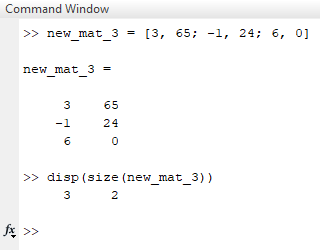 Command Window
>> new_mat_3 = [3, 65; -1, 24; 6, 0]
new_mat_3 =
3 65
-1 24
6 0
>> disp(size(new_mat_3))
3 2
fx >>